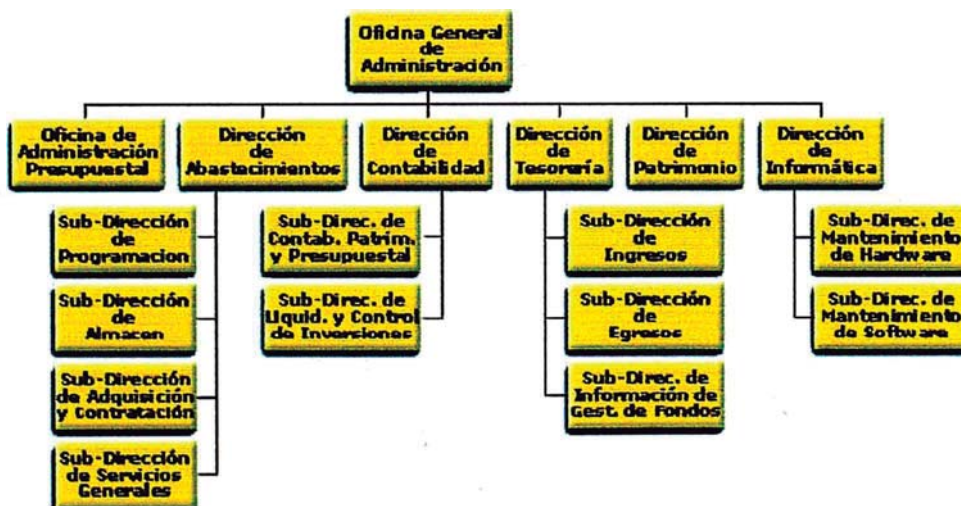 Oficina General
de
Administración
Oficina de
Administración
Presupuestal
Dirección
de
Abastecimientos
Dirección
de
Contabilidad
Dirección
de
Tesorería
Dirección
de
Patrimonio
Dirección
de
Informática
Sub-Dirección
de
Programacion
Sub-Direc. de
Contab. Patrim.
y Presupuestal
Sub-Dirección
de
Ingresos
Sub-Direc. de
Mantenimiento
de Hardware
Sub-Dirección
de
Almacen
Sub-Direc. de
Liquid. y Control
de Inversiones
Sub-Dirección
de
Egresos
Sub-Direc. de
Mantenimiento
de Software
Sub-Dirección
de Adquisición
y Contratación
Sub-Direc. de
Información de
Gest. de Fondos
Sub-Dirección
de Servicios
Generales